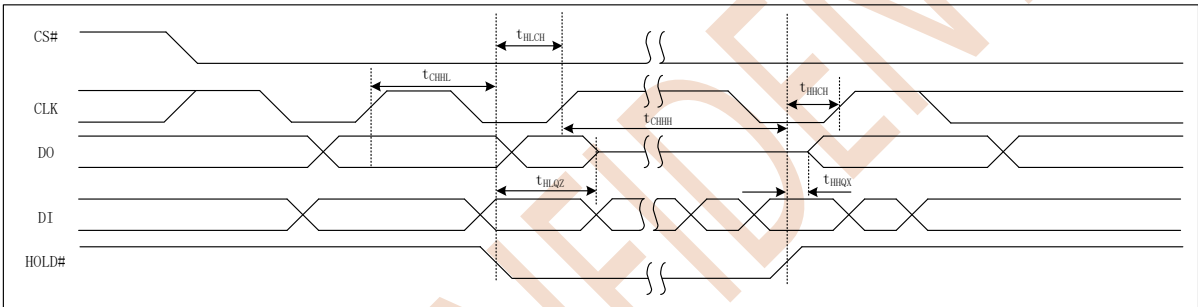 CS#
tHLCH
tCHHL
tHHCH
CLK
tCHHH
DO
tHLQZ
tHHQX
DI
HOLD#